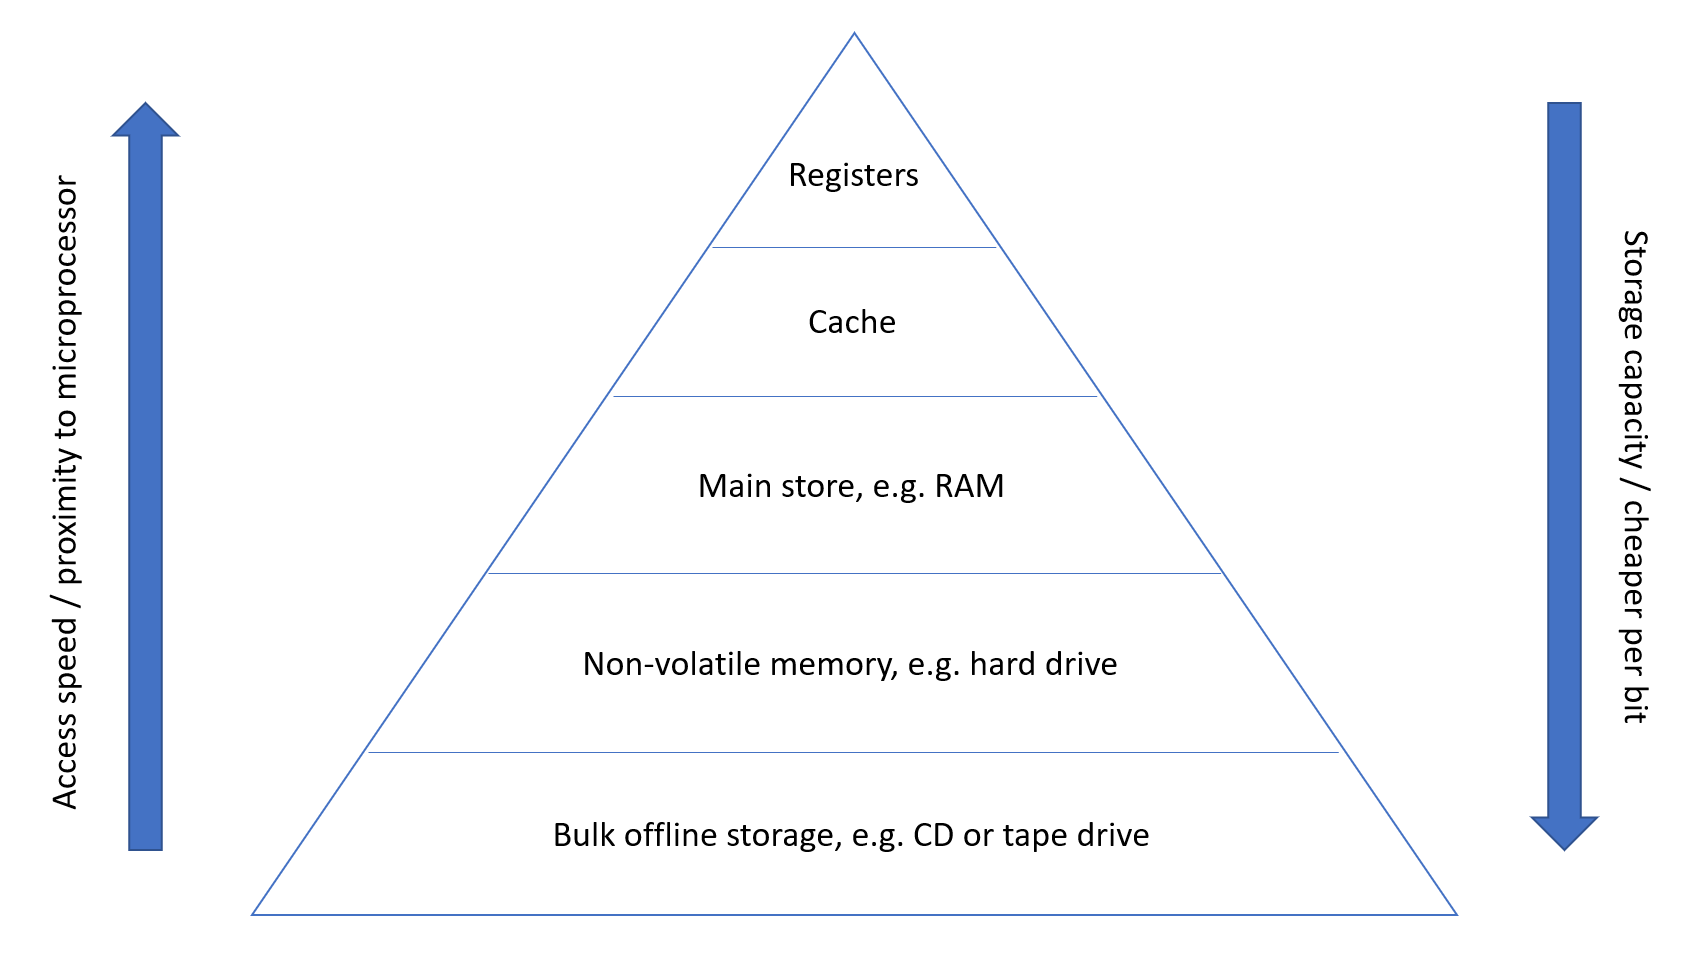 Registers
Cache
Main store, e.g. RAM
Non-volatile memory, e.g. hard drive
Bulk offline storage, e.g. CD or tape drive
Access speed / proximity to microprocessor
Storage capacity / cheaper per bit